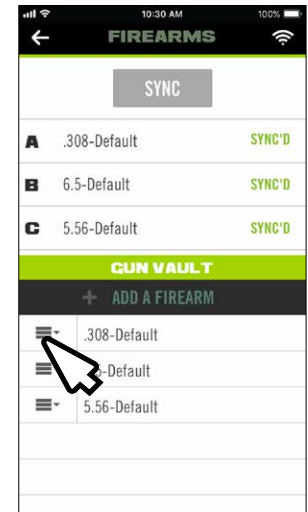 10:30 AM 100%
FIREARMS
SYNC
A .308-Default SYNC'D
B 6.5-Default SYNC'D
C 5.56-Default SYNC'D
GUN VAULT
+ ADD A FIREARM
.308-Default
5-Default
5.56-Default